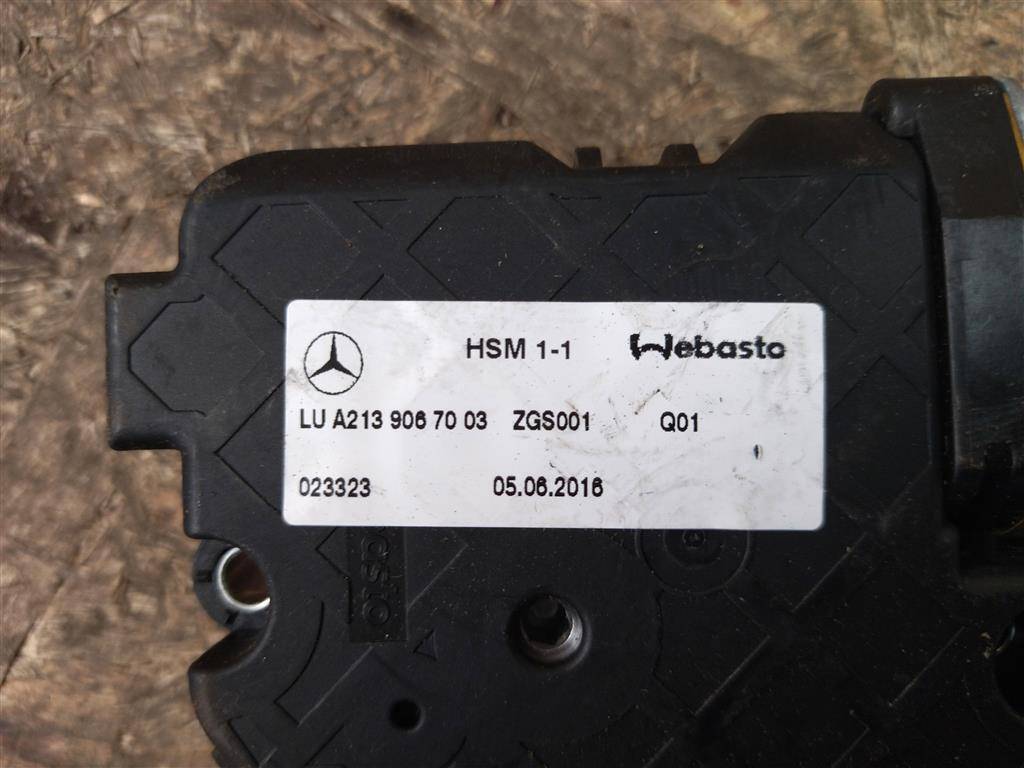 HSM 1-1 Webasto
LU A213 906 70 03 ZGS001 Q01
023323 05.06.2016